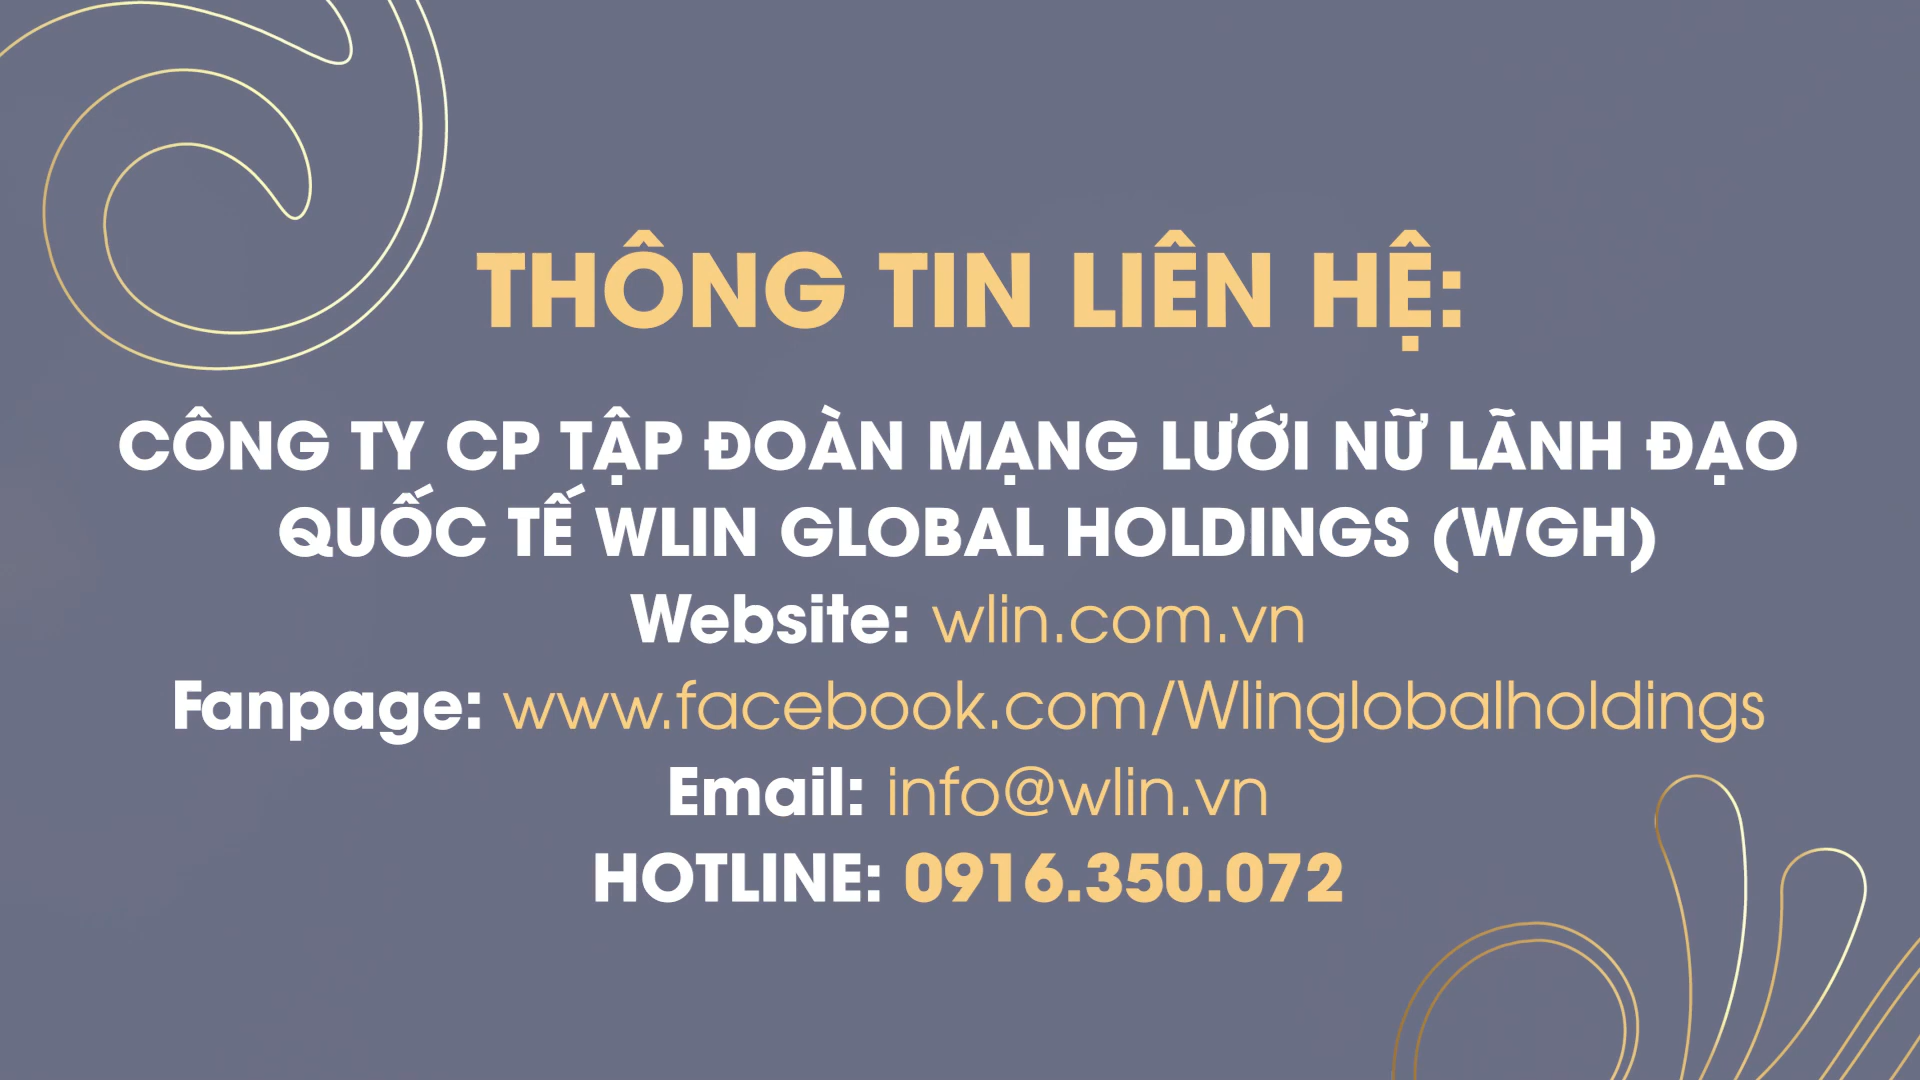 THÔNG TIN LIÊN HỆ:
CÔNG TY CP TẬP ĐOÀN MẠNG LƯỚI NỮ LÃNH ĐẠO
QUỐC TẾ WLIN GLOBAL HOLDINGS (WGH)
Website: wlin.com.vn
Fanpage: www.facebook.com/Wlinglobalholdings
Email: info@wlin.vn
HOTLINE: 0916.350.072